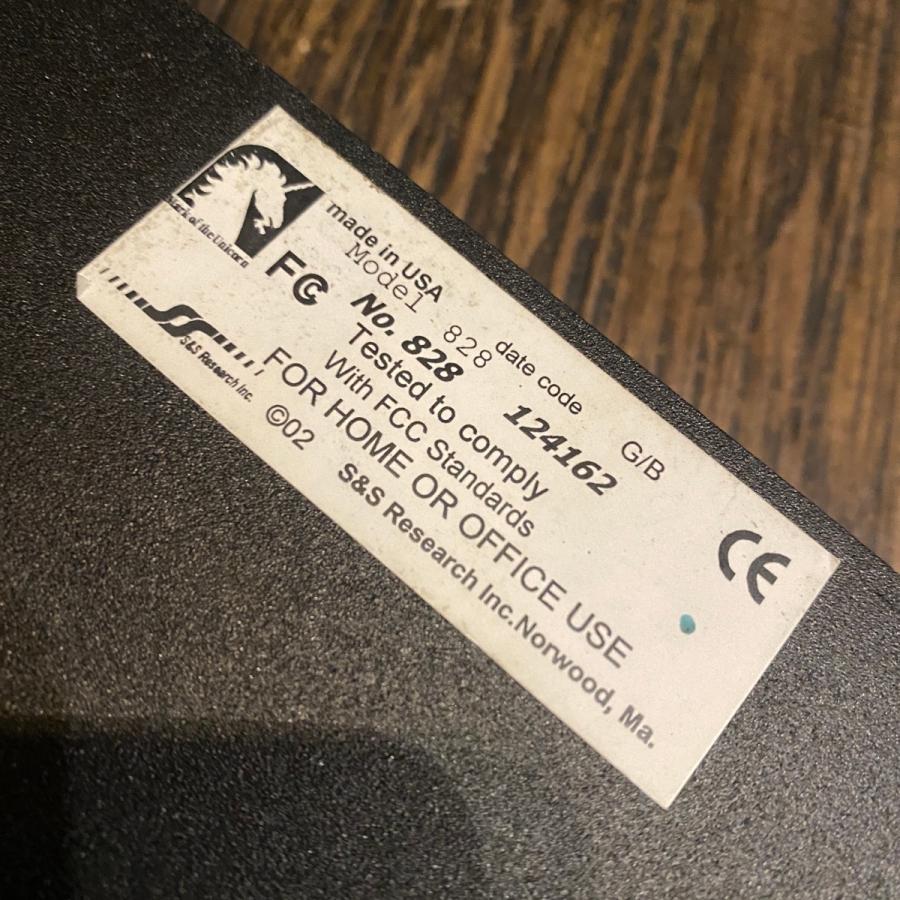 of the Unicorn
made in USA
Model 828 date code G/B
No. 828 124162
FC
Tested to comply
With FCC Standards
FOR HOME OR OFFICE USE
CE
S&S Research Inc.
©02 S&S Research Inc.Norwood, Ma.